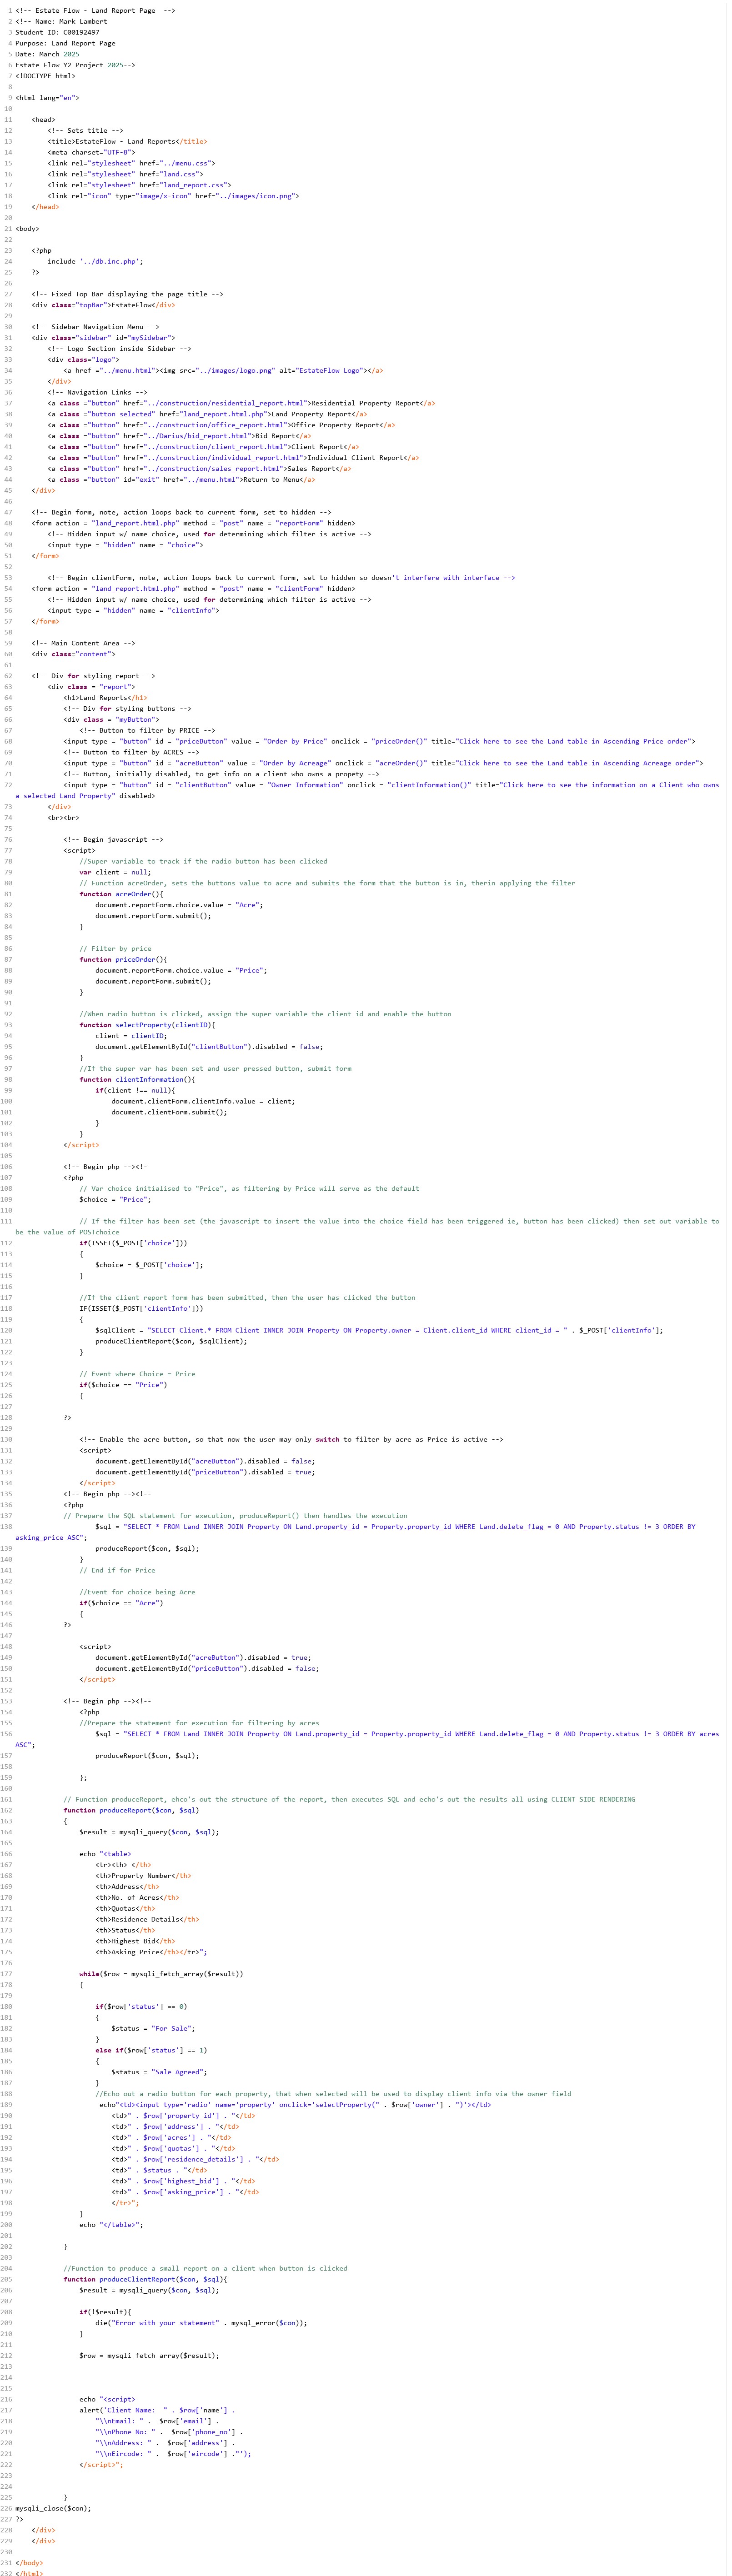 1 <!-- Estate Flow - Land Report Page  -->
2 <!-- Name: Mark Lambert
3 Student ID: C00192497
4 Purpose: Land Report Page
5 Date: March 2025
6 Estate Flow Y2 Project 2025-->
7 <!DOCTYPE html>
8
9 <html lang="en">
10
11     <head>
12         <!-- Sets title -->
13         <title>EstateFlow - Land Reports</title>
14         <meta charset="UTF-8">
15         <link rel="stylesheet" href="../menu.css">
16         <link rel="stylesheet" href="land.css">
17         <link rel="stylesheet" href="land_report.css">
18         <link rel="icon" type="image/x-icon" href="../images/icon.png">
19     </head>
20
21 <body>
22
23     <?php
24         include '../db.inc.php';
25     ?>
26
27     <!-- Fixed Top Bar displaying the page title -->
28     <div class="topBar">EstateFlow</div>
29
30     <!-- Sidebar Navigation Menu -->
31     <div class="sidebar" id="mySidebar">
32         <!-- Logo Section inside Sidebar -->
33         <div class="logo">
34             <a href ="../menu.html"><img src="../images/logo.png" alt="EstateFlow Logo"></a>
35         </div>
36         <!-- Navigation Links -->
37         <a class ="button" href="../construction/residential_report.html">Residential Property Report</a>
38         <a class ="button selected" href="land_report.html.php">Land Property Report</a>
39         <a class ="button" href="../construction/office_report.html">Office Property Report</a>
40         <a class ="button" href="../Darius/bid_report.html">Bid Report</a>
41         <a class ="button" href="../construction/client_report.html">Client Report</a>
42         <a class ="button" href="../construction/individual_report.html">Individual Client Report</a>
43         <a class ="button" href="../construction/sales_report.html">Sales Report</a>
44         <a class ="button" id="exit" href="../menu.html">Return to Menu</a>
45     </div>
46
47     <!-- Begin form, note, action loops back to current form, set to hidden -->
48     <form action = "land_report.html.php" method = "post" name = "reportForm" hidden>
49         <!-- Hidden input w/ name choice, used for determining which filter is active -->
50         <input type = "hidden" name = "choice">
51     </form>
52
53         <!-- Begin clientForm, note, action loops back to current form, set to hidden so doesn't interfere with interface -->
54     <form action = "land_report.html.php" method = "post" name = "clientForm" hidden>
55         <!-- Hidden input w/ name choice, used for determining which filter is active -->
56         <input type = "hidden" name = "clientInfo">
57     </form>
58
59     <!-- Main Content Area -->
60     <div class="content">
61
62     <!-- Div for styling report -->
63         <div class = "report">
64             <h1>Land Reports</h1>
65             <!-- Div for styling buttons -->
66             <div class = "myButton">
67                 <!-- Button to filter by PRICE -->
68             <input type = "button" id = "priceButton" value = "Order by Price" onclick = "priceOrder()" title="Click here to see the Land table in Ascending Price order">
69             <!-- Button to filter by ACRES -->
70             <input type = "button" id = "acreButton" value = "Order by Acreage" onclick = "acreOrder()" title="Click here to see the Land table in Ascending Acreage order">
71             <!-- Button, initially disabled, to get info on a client who owns a propety -->
72             <input type = "button" id = "clientButton" value = "Owner Information" onclick = "clientInformation()" title="Click here to see the information on a Client who owns
a selected Land Property" disabled>
73         </div>
74         <br><br>
75
76             <!-- Begin javascript -->
77             <script>
78                 //Super variable to track if the radio button has been clicked
79                 var client = null;
80                 // Function acreOrder, sets the buttons value to acre and submits the form that the button is in, therin applying the filter
81                 function acreOrder(){
82                     document.reportForm.choice.value = "Acre";
83                     document.reportForm.submit();
84                 }
85
86                 // Filter by price
87                 function priceOrder(){
88                     document.reportForm.choice.value = "Price";
89                     document.reportForm.submit();
90                 }
91
92                 //When radio button is clicked, assign the super variable the client id and enable the button
93                 function selectProperty(clientID){
94                     client = clientID;
95                     document.getElementById("clientButton").disabled = false;
96                 }
97                 //If the super var has been set and user pressed button, submit form
98                 function clientInformation(){
99                     if(client !== null){
100                         document.clientForm.clientInfo.value = client;
101                         document.clientForm.submit();
102                     }
103                 }
104             </script>
105
106             <!-- Begin php --><!-
107             <?php
108                 // Var choice initialised to "Price", as filtering by Price will serve as the default
109                 $choice = "Price";
110
111                 // If the filter has been set (the javascript to insert the value into the choice field has been triggered ie, button has been clicked) then set out variable to
be the value of POSTchoice
112                 if(ISSET($_POST['choice']))
113                 {
114                     $choice = $_POST['choice'];
115                 }
116
117                 //If the client report form has been submitted, then the user has clicked the button
118                 IF(ISSET($_POST['clientInfo']))
119                 {
120                     $sqlClient = "SELECT Client.* FROM Client INNER JOIN Property ON Property.owner = Client.client_id WHERE client_id = " . $_POST['clientInfo'];
121                     produceClientReport($con, $sqlClient);
122                 }
123
124                 // Event where Choice = Price
125                 if($choice == "Price")
126                 {
127
128             ?>
129
130                 <!-- Enable the acre button, so that now the user may only switch to filter by acre as Price is active -->
131                 <script>
132                     document.getElementById("acreButton").disabled = false;
133                     document.getElementById("priceButton").disabled = true;
134                 </script>
135             <!-- Begin php --><!--
136             <?php
137             // Prepare the SQL statement for execution, produceReport() then handles the execution
138                     $sql = "SELECT * FROM Land INNER JOIN Property ON Land.property_id = Property.property_id WHERE Land.delete_flag = 0 AND Property.status != 3 ORDER BY
asking_price ASC";
139                     produceReport($con, $sql);
140                 }
141                 // End if for Price
142
143                 //Event for choice being Acre
144                 if($choice == "Acre")
145                 {
146             ?>
147
148                 <script>
149                     document.getElementById("acreButton").disabled = true;
150                     document.getElementById("priceButton").disabled = false;
151                 </script>
152
153             <!-- Begin php --><!--
154                 <?php
155                 //Prepare the statement for execution for filtering by acres
156                     $sql = "SELECT * FROM Land INNER JOIN Property ON Land.property_id = Property.property_id WHERE Land.delete_flag = 0 AND Property.status != 3 ORDER BY acres
ASC";
157                     produceReport($con, $sql);
158
159                 };
160
161             // Function produceReport, ehco's out the structure of the report, then executes SQL and echo's out the results all using CLIENT SIDE RENDERING
162             function produceReport($con, $sql)
163             {
164                 $result = mysqli_query($con, $sql);
165
166                 echo "<table>
167                     <tr><th> </th>
168                     <th>Property Number</th>
169                     <th>Address</th>
170                     <th>No. of Acres</th>
171                     <th>Quotas</th>
172                     <th>Residence Details</th>
173                     <th>Status</th>
174                     <th>Highest Bid</th>
175                     <th>Asking Price</th></tr>";
176
177                 while($row = mysqli_fetch_array($result))
178                 {
179
180                     if($row['status'] == 0)
181                     {
182                         $status = "For Sale";
183                     }
184                     else if($row['status'] == 1)
185                     {
186                         $status = "Sale Agreed";
187                     }
188                     //Echo out a radio button for each property, that when selected will be used to display client info via the owner field
189                      echo"<td><input type='radio' name='property' onclick='selectProperty(" . $row['owner'] . ")'></td>
190                         <td>" . $row['property_id'] . "</td>
191                         <td>" . $row['address'] . "</td>
192                         <td>" . $row['acres'] . "</td>
193                         <td>" . $row['quotas'] . "</td>
194                         <td>" . $row['residence_details'] . "</td>
195                         <td>" . $status . "</td>
196                         <td>" . $row['highest_bid'] . "</td>
197                         <td>" . $row['asking_price'] . "</td>
198                         </tr>";
199                 }
200                 echo "</table>";
201
202             }
203
204             //Function to produce a small report on a client when button is clicked
205             function produceClientReport($con, $sql){
206                 $result = mysqli_query($con, $sql);
207
208                 if(!$result){
209                     die("Error with your statement" . mysql_error($con));
210                 }
211
212                 $row = mysqli_fetch_array($result);
213
214
215
216                 echo "<script>
217                 alert('Client Name:  " . $row['name'] .
218                     "\\nEmail: " .  $row['email'] .
219                     "\\nPhone No: " .  $row['phone_no'] .
220                     "\\nAddress: " .  $row['address'] .
221                     "\\nEircode: " .  $row['eircode'] ."');
222                 </script>";
223
224
225             }
226 mysqli_close($con);
227 ?>
228     </div>
229     </div>
230
231 </body>
232 </html>